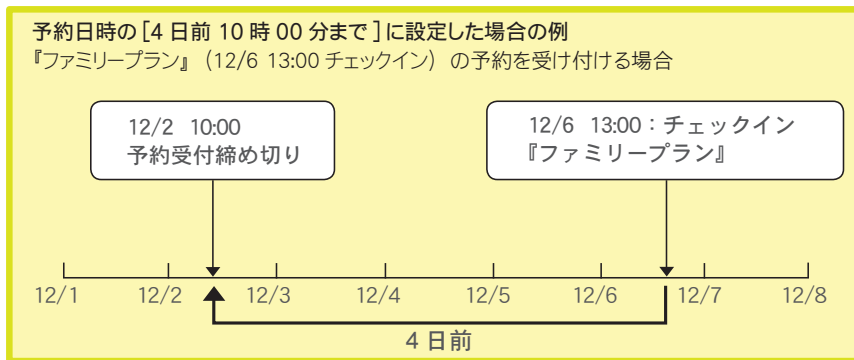 予約日時の［4 日前 10 時 00 分まで］に設定した場合の例
『ファミリープラン』（12/6 13:00 チェックイン）の予約を受け付ける場合
12/2 10:00
予約受付締め切り
12/6 13:00：チェックイン
『ファミリープラン』
12/1 12/2 12/3 12/4 12/5 12/6 12/7 12/8
4 日前